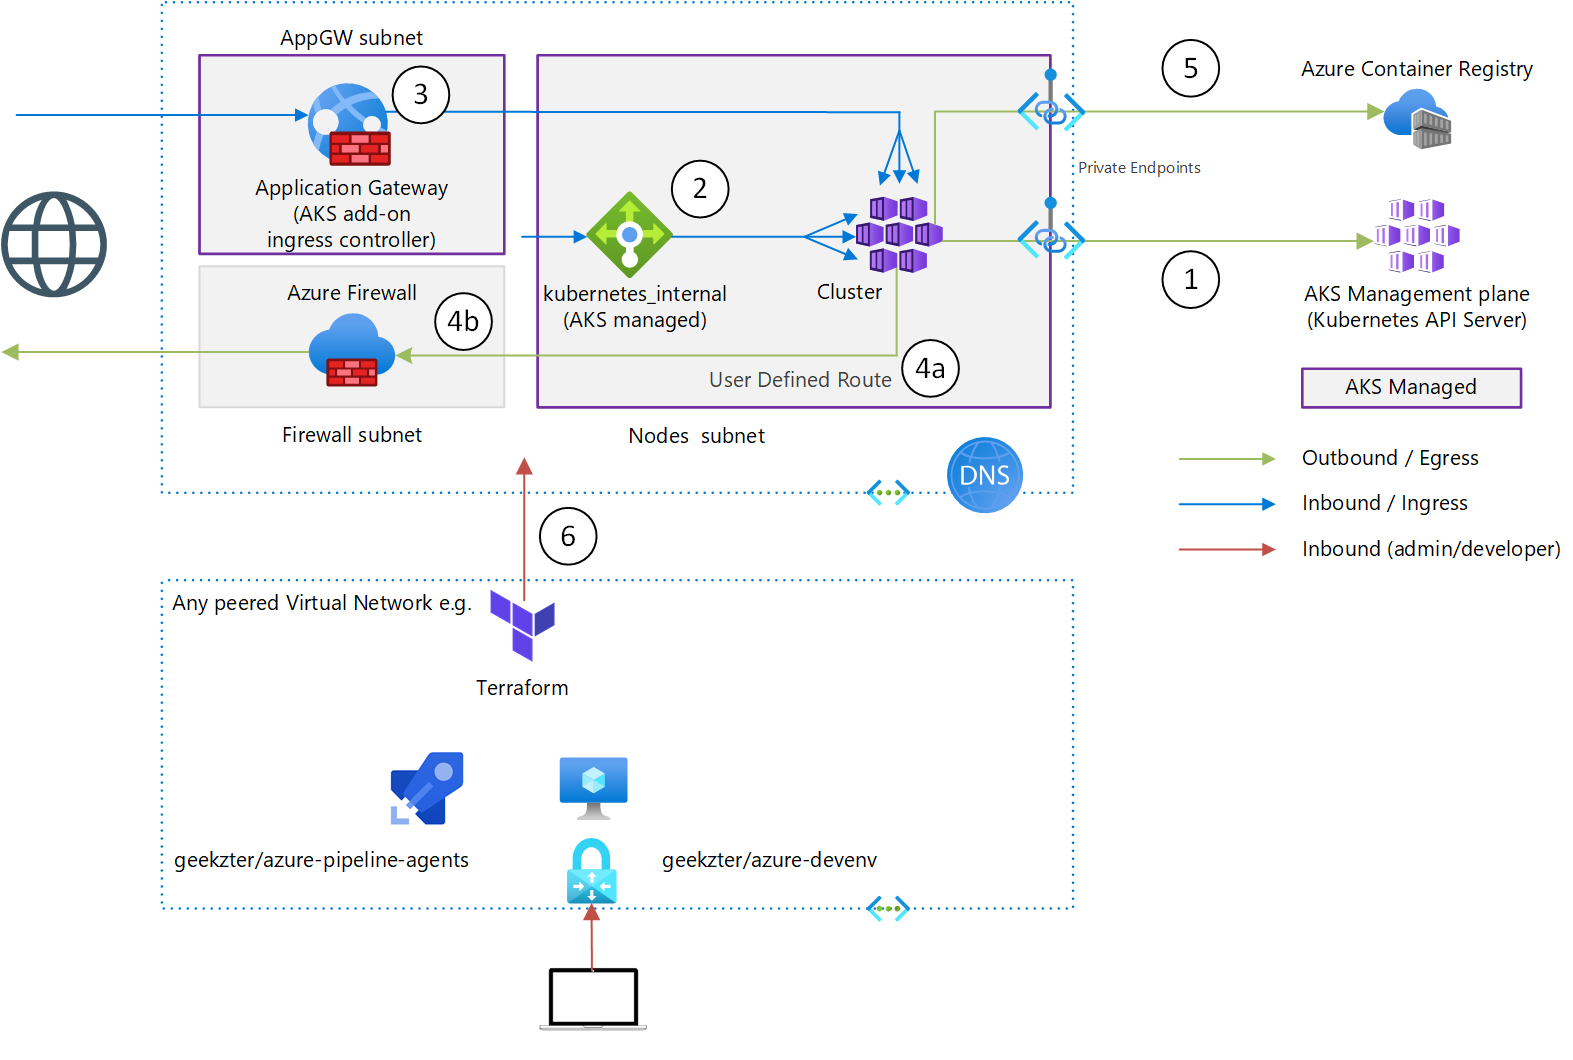 AppGW subnet
3
Application Gateway
(AKS add-on
ingress controller)
2
kubernetes_internal
(AKS managed)
Cluster
5
Azure Container Registry
Private Endpoints
1
AKS Management plane
(Kubernetes API Server)
Azure Firewall
4b
4a
User Defined Route
Firewall subnet
Nodes  subnet
DNS
AKS Managed
Outbound / Egress
Inbound / Ingress
Inbound (admin/developer)
6
Any peered Virtual Network e.g.
Terraform
geekzter/azure-pipeline-agents
geekzter/azure-devenv